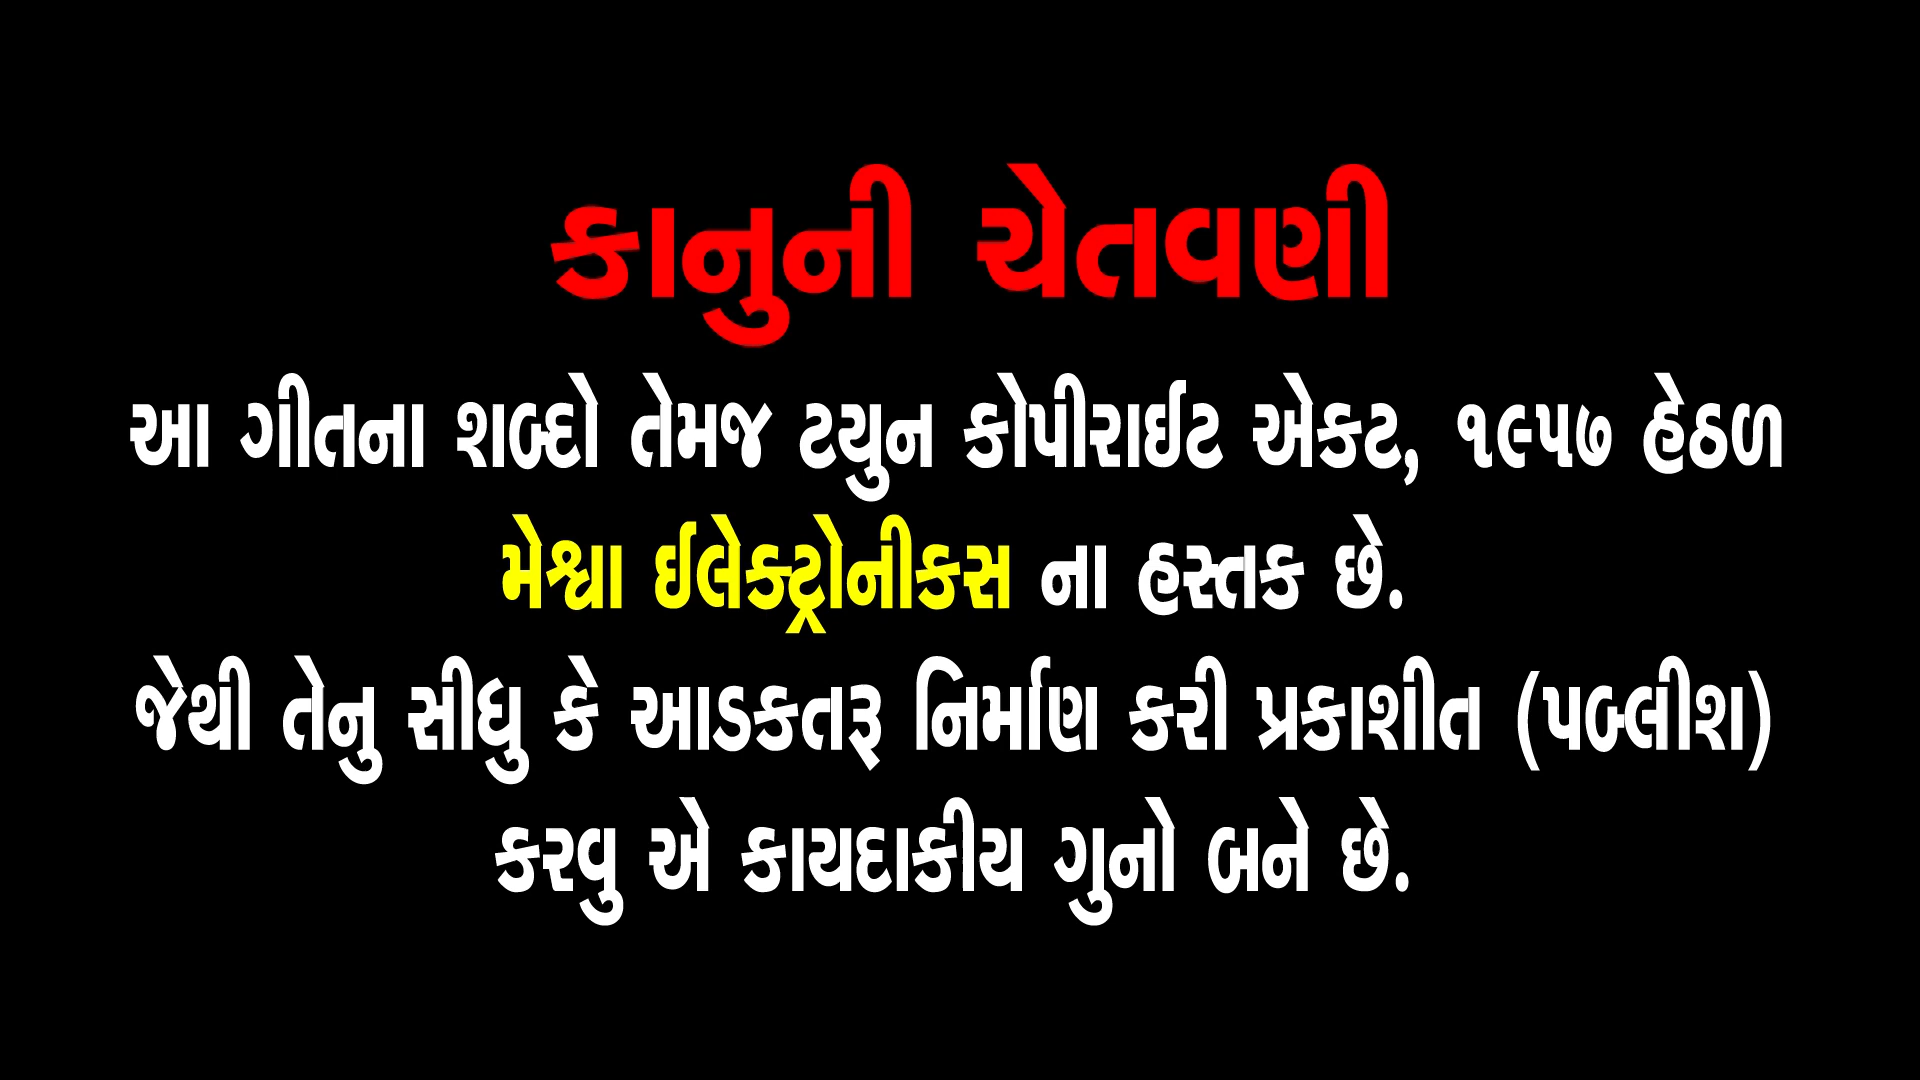 કાનુની ચેતવણી
આ ગીતના શબ્દો તેમજ ટયુન કોપીરાઈટ એકટ, ૧૯૫૭ હેઠળ
મેશ્વા ઈલેક્ટ્રોનીકસ ના હસ્તક છે.
જેથી તેનુ સીધુ કે આડકતરૂ નિર્માણ કરી પ્રકાશીત (પબ્લીશ)
કરવુ એ કાયદાકીય ગુનો બને છે.